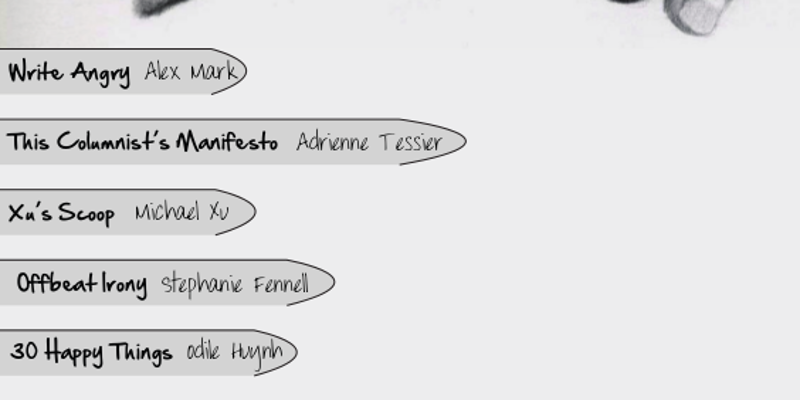 Write Angry Alex Mark
This Columnist's Manifesto Adrienne Tessier
Xu's Scoop Michael Xu
Offbeat Irony Stephanie Fennell
30 Happy Things Odile Huynh